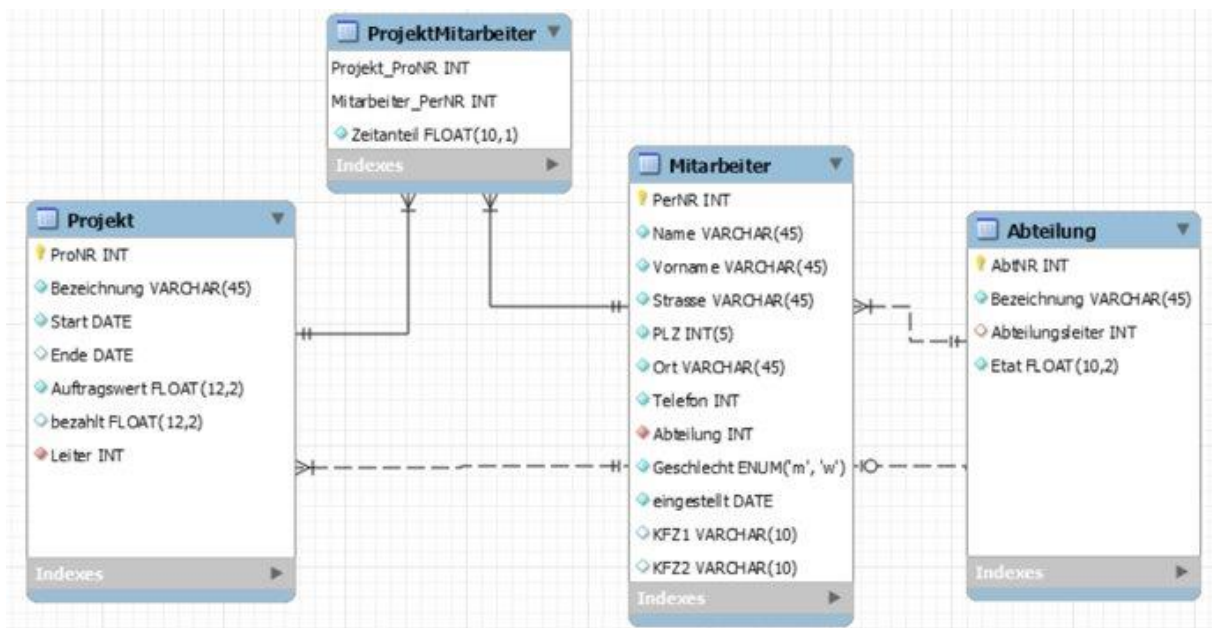 ProjektMitarbeiter
Projekt_ProNR INT
Mitarbeiter_PerNR INT
Zeitanteil FLOAT(10,1)
Indexes
Projekt
ProNR INT
Bezeichnung VARCHAR(45)
Start DATE
Ende DATE
Auftragswert FLOAT(12,2)
bezahlt FLOAT(12,2)
Leiter INT
Indexes
Mitarbeiter
PerNR INT
Name VARCHAR(45)
Vorname VARCHAR(45)
Strasse VARCHAR(45)
PLZ INT(5)
Ort VARCHAR(45)
Telefon INT
Abteilung INT
Geschlecht ENUM('m', 'w')
eingestellt DATE
KFZ1 VARCHAR(10)
KFZ2 VARCHAR(10)
Indexes
Abteilung
AbtNR INT
Bezeichnung VARCHAR(45)
Abteilungsleiter INT
Etat FLOAT(10,2)
Indexes